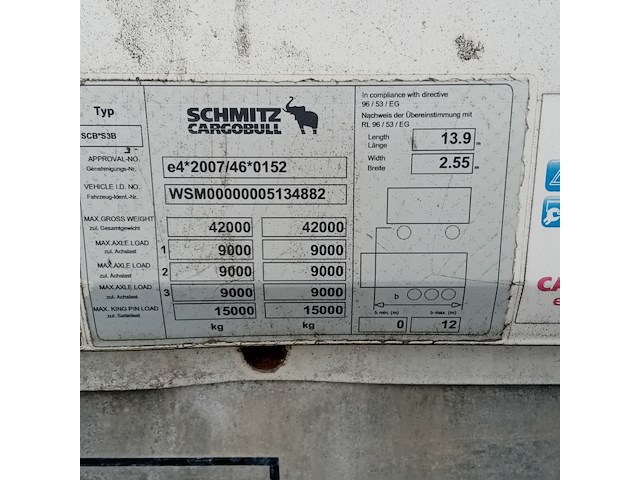 Typ
SCB*S3B
SCHMITZ
CARGOBULL
APPROVAL-NO.
Genehmigungs-Nr.
e4*2007/46*0152
VEHICLE I.D. NO.
Fahrzeug-Ident.-Nr.
WSM00000005134882
MAX.GROSS WEIGHT
zul. Gesamtgewicht
42000 42000
MAX.AXLE LOAD
zul. Achslast
1 9000 9000
MAX.AXLE LOAD
zul. Achslast
2 9000 9000
MAX.AXLE LOAD
zul. Achslast
3 9000 9000
MAX. KING PIN LOAD
zul. Sattellast
15000 15000
kg kg
In compliance with directive
96 / 53 / EG
Nachweis der Übereinstimmung mit
RL 96 / 53 / EG
Length
Länge
13.9 m
Width
Breite
2.55 m
b
b min. (m) b max. (m)
0 12
CA
e